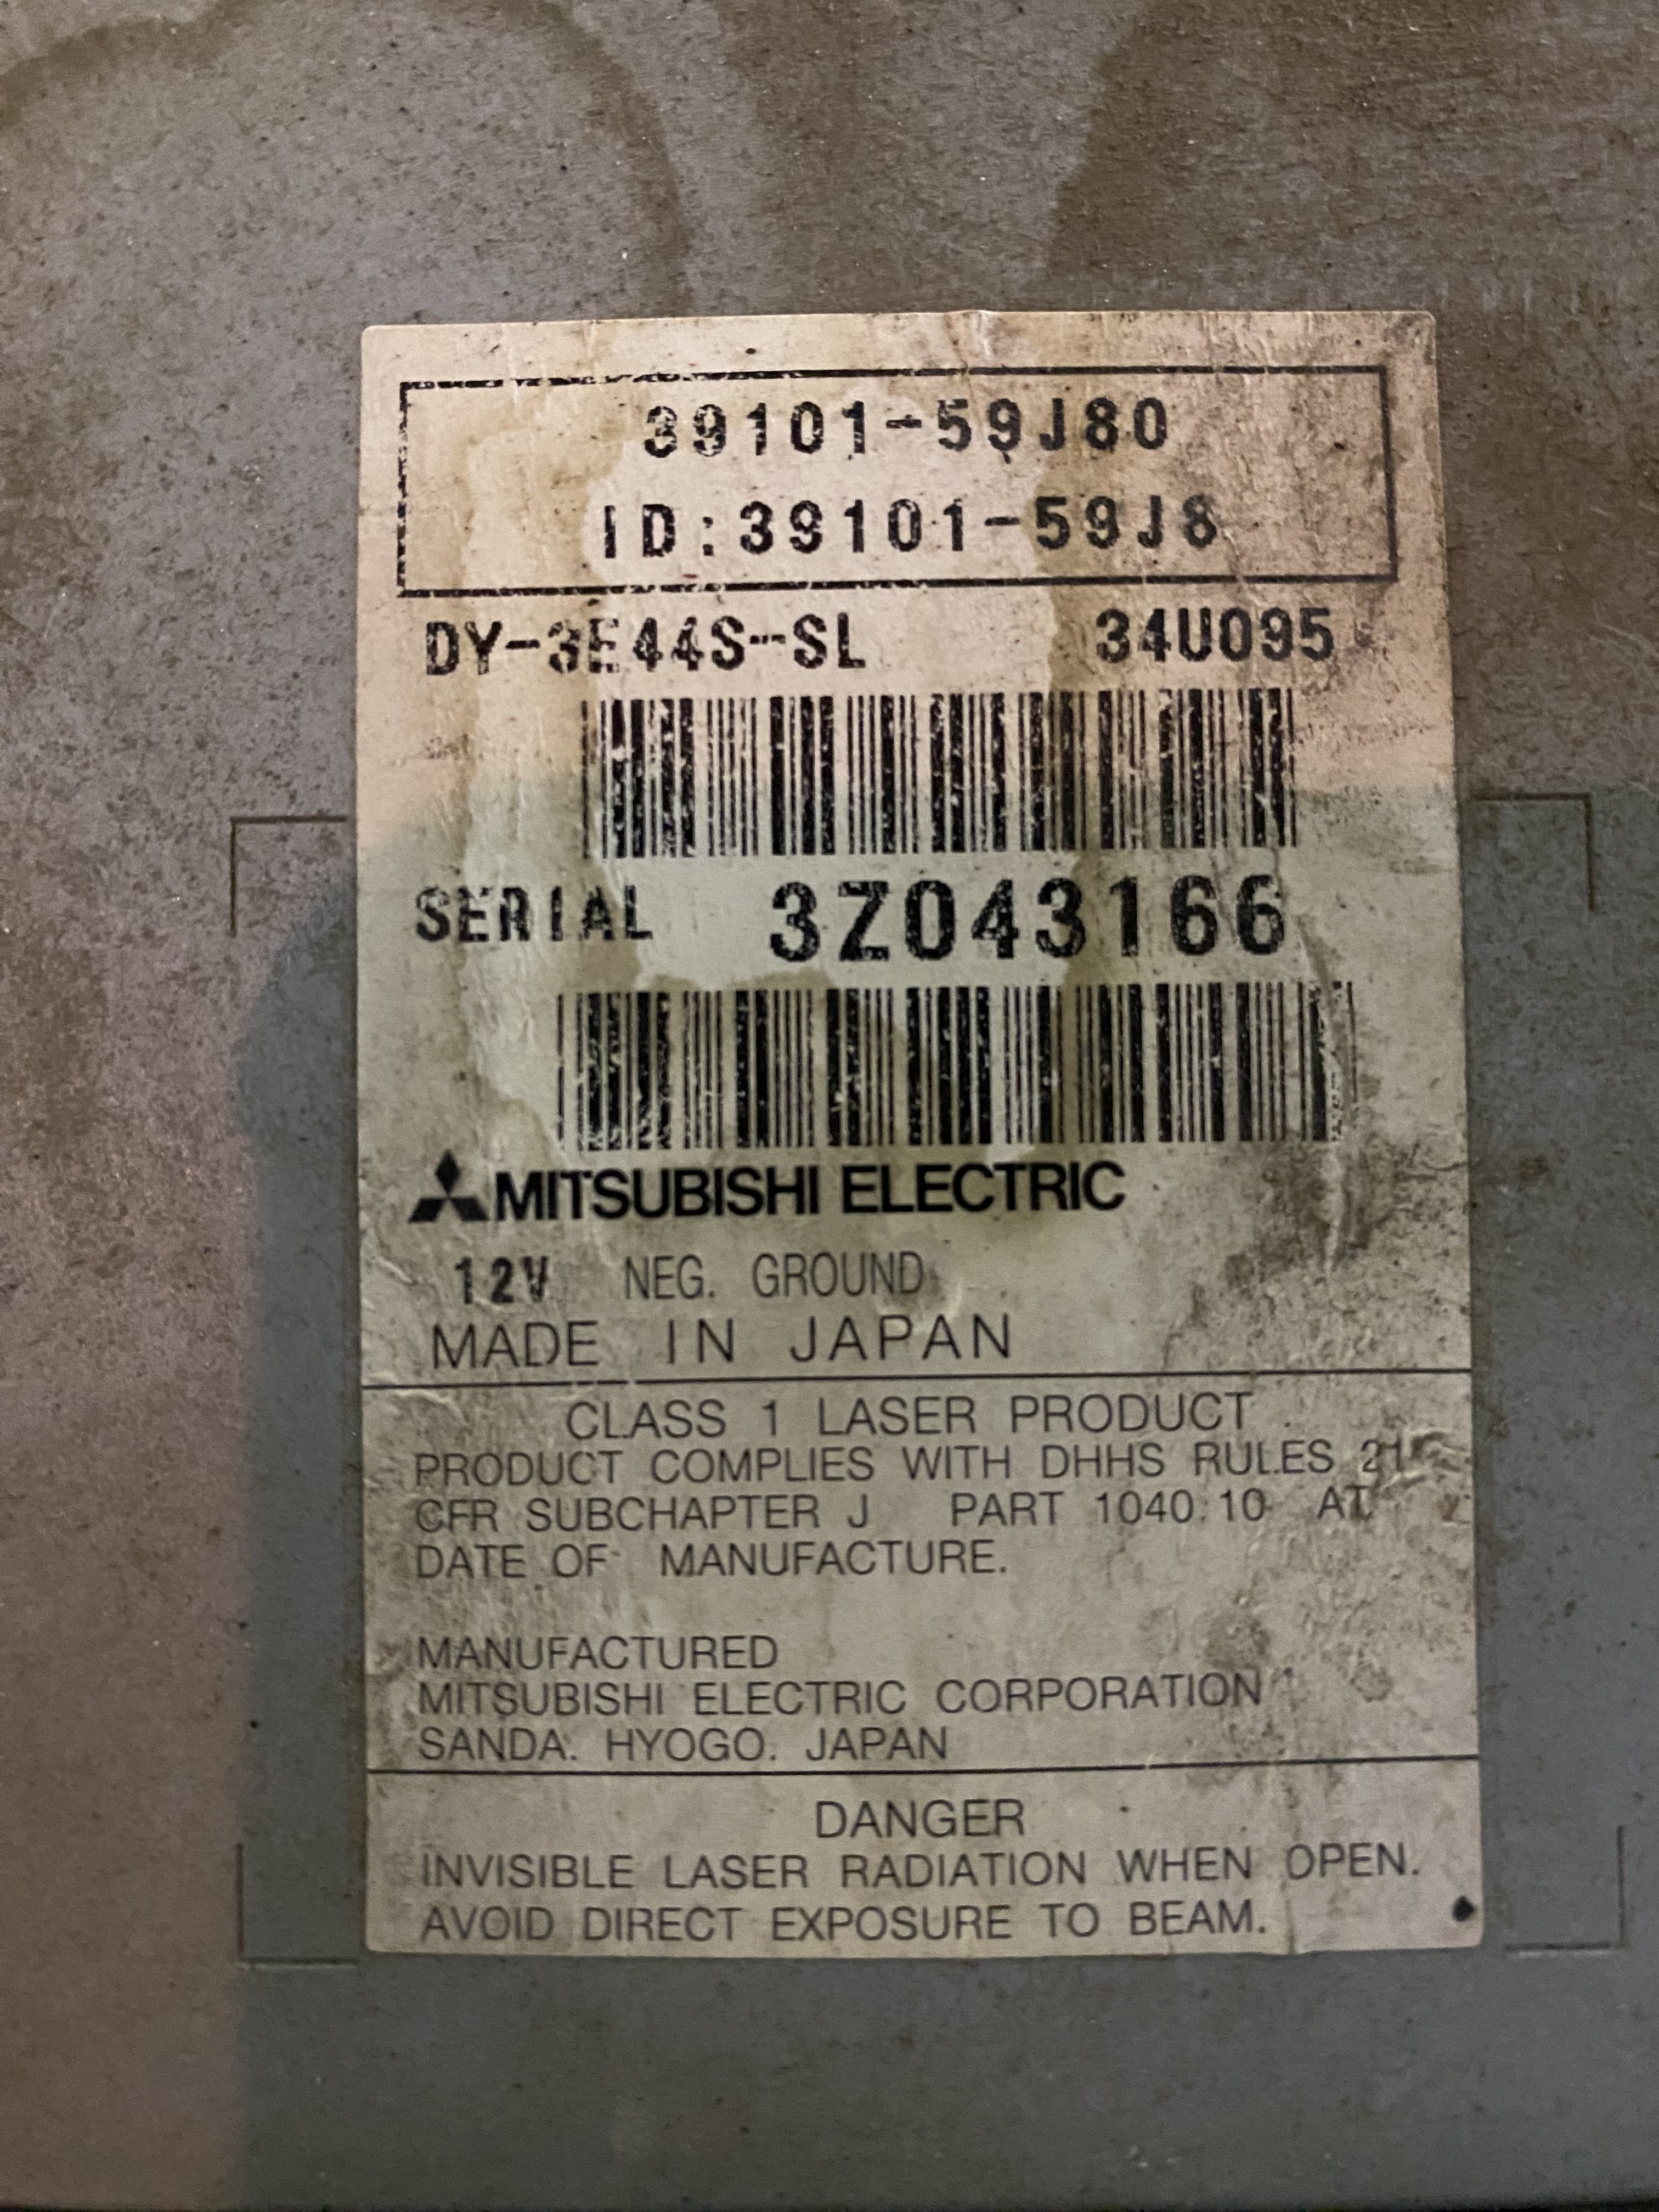 39101-59J80
ID:39101-59J8
DY-3E44S-SL 34U095
SERIAL 3Z043166
MITSUBISHI ELECTRIC
12V NEG. GROUND
MADE IN JAPAN
CLASS 1 LASER PRODUCT
PRODUCT COMPLIES WITH DHHS RULES 21
CFR SUBCHAPTER J PART 1040.10 AT
DATE OF MANUFACTURE.
MANUFACTURED
MITSUBISHI ELECTRIC CORPORATION
SANDA. HYOGO. JAPAN
DANGER
INVISIBLE LASER RADIATION WHEN OPEN.
AVOID DIRECT EXPOSURE TO BEAM.